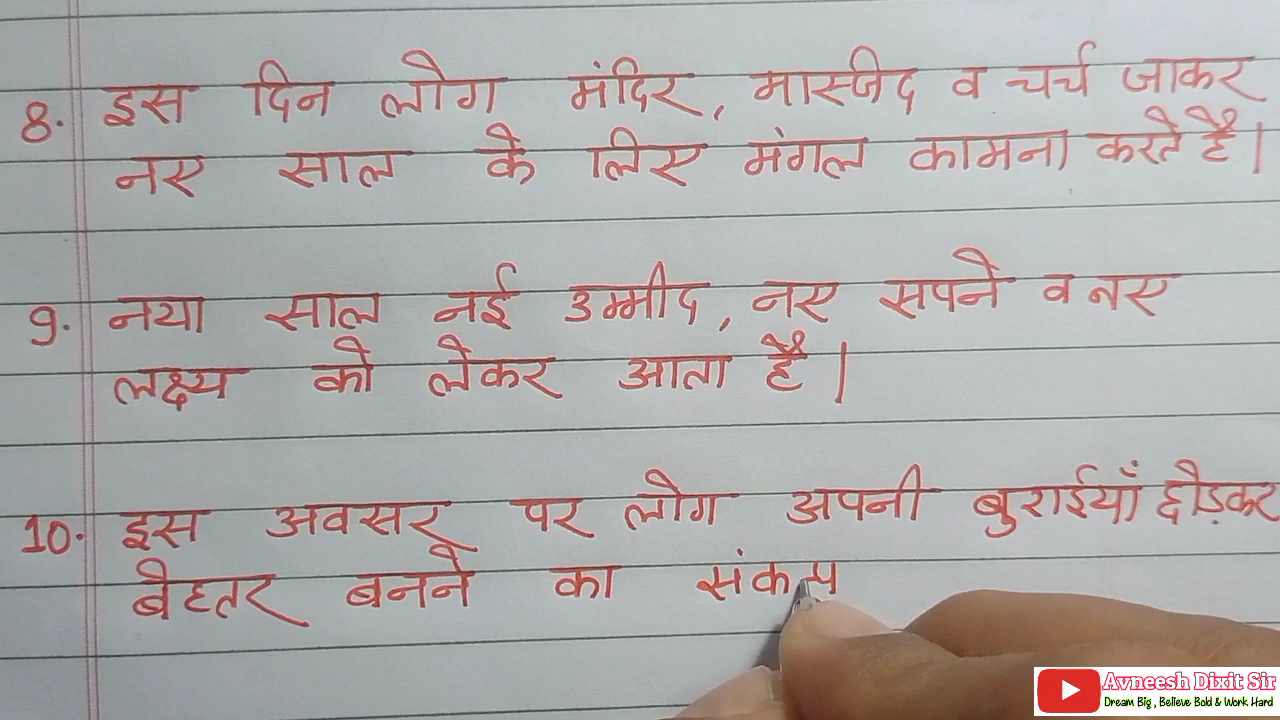 8. इस दिन लोग मंदिर, मास्जिद व चर्च जाकर
नए साल के लिए मंगल कामना करते है।
9. नया साल नई उम्मीद, नए सपने व नए
लक्ष्य को लेकर आता है।
10. इस अवसर पर लोग अपनी बुराईयाँ छोड़कर
बेहतर बनने का संकल्प
Avneesh Dixit Sir
Dream Big , Believe Bold & Work Hard